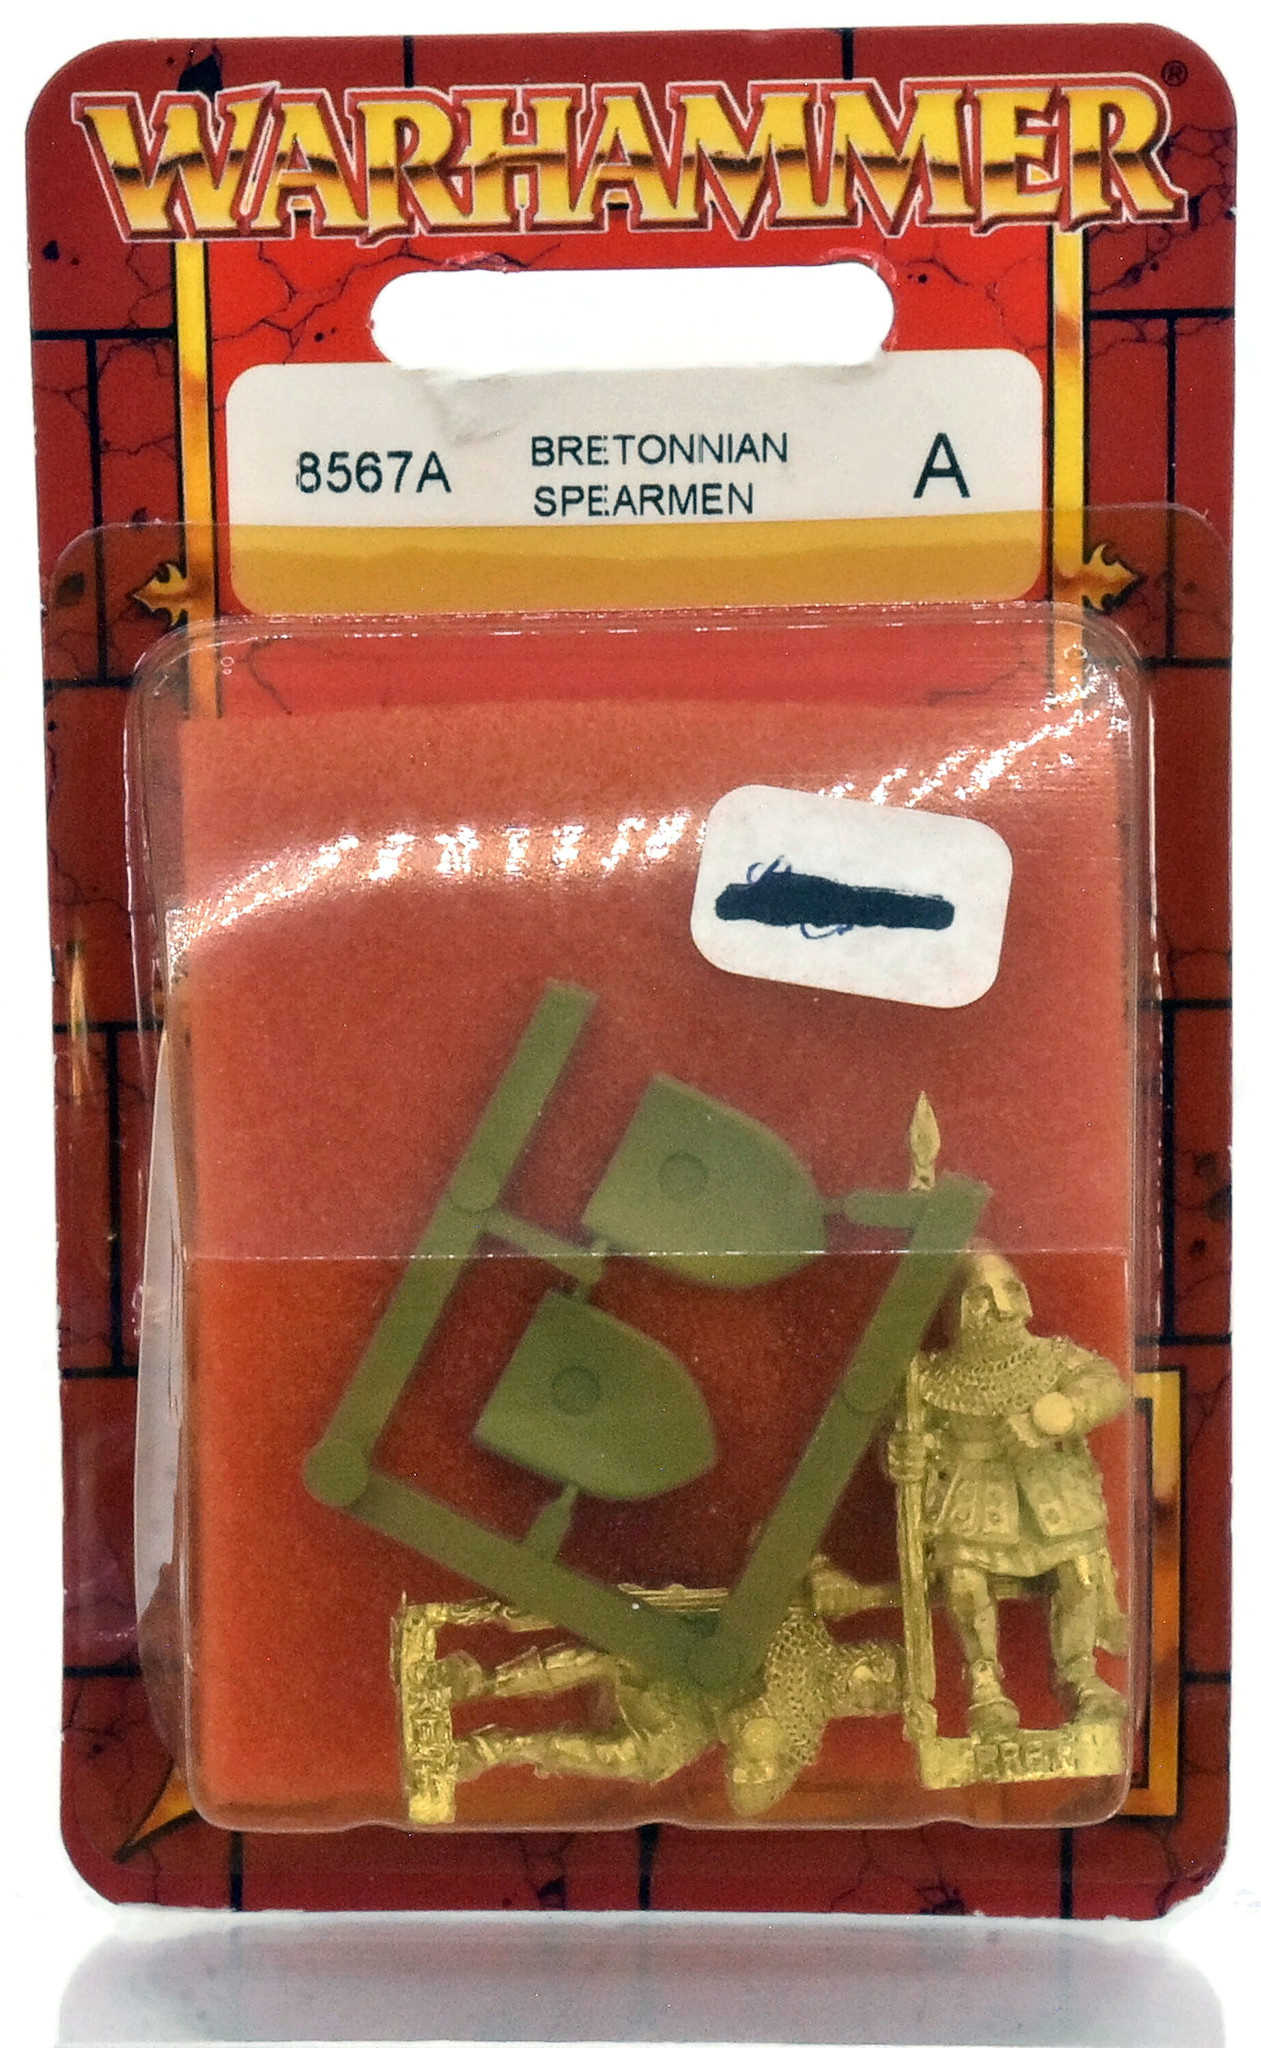 WARHAMMER®
8567A
BRETONNIAN
SPEARMEN
A